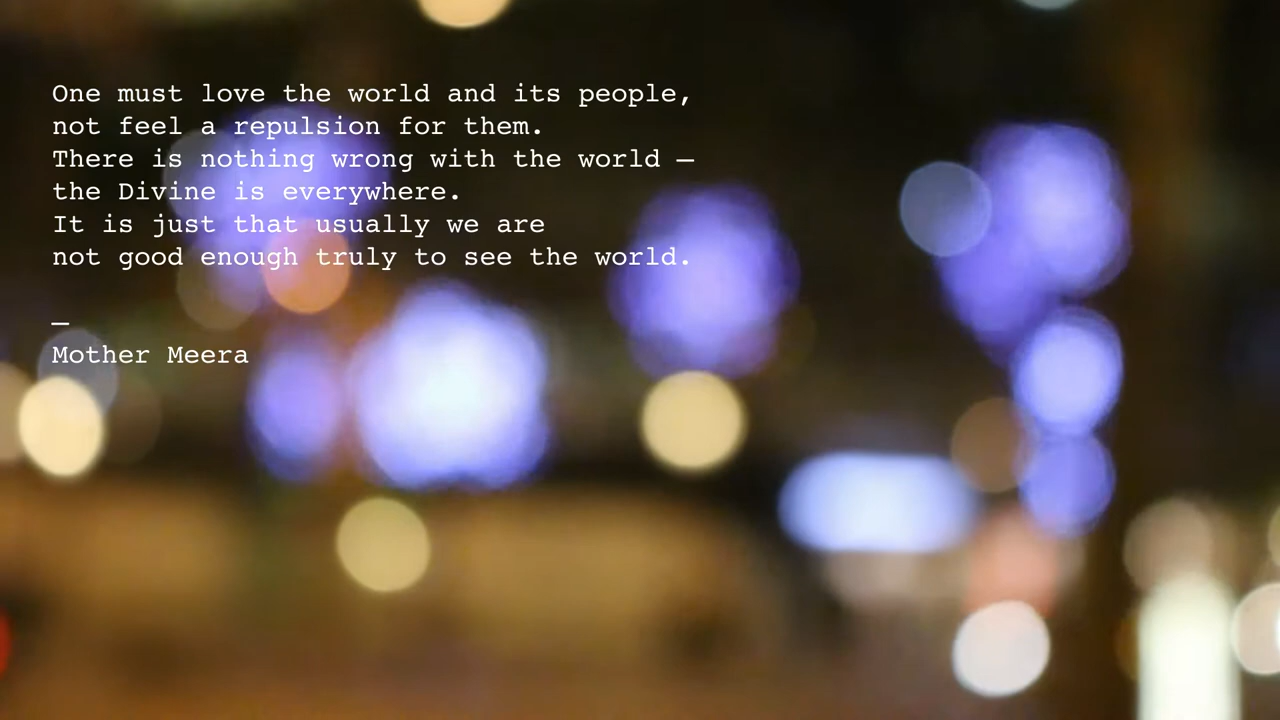 One must love the world and its people,
not feel a repulsion for them.
There is nothing wrong with the world —
the Divine is everywhere.
It is just that usually we are
not good enough truly to see the world.
—
Mother Meera